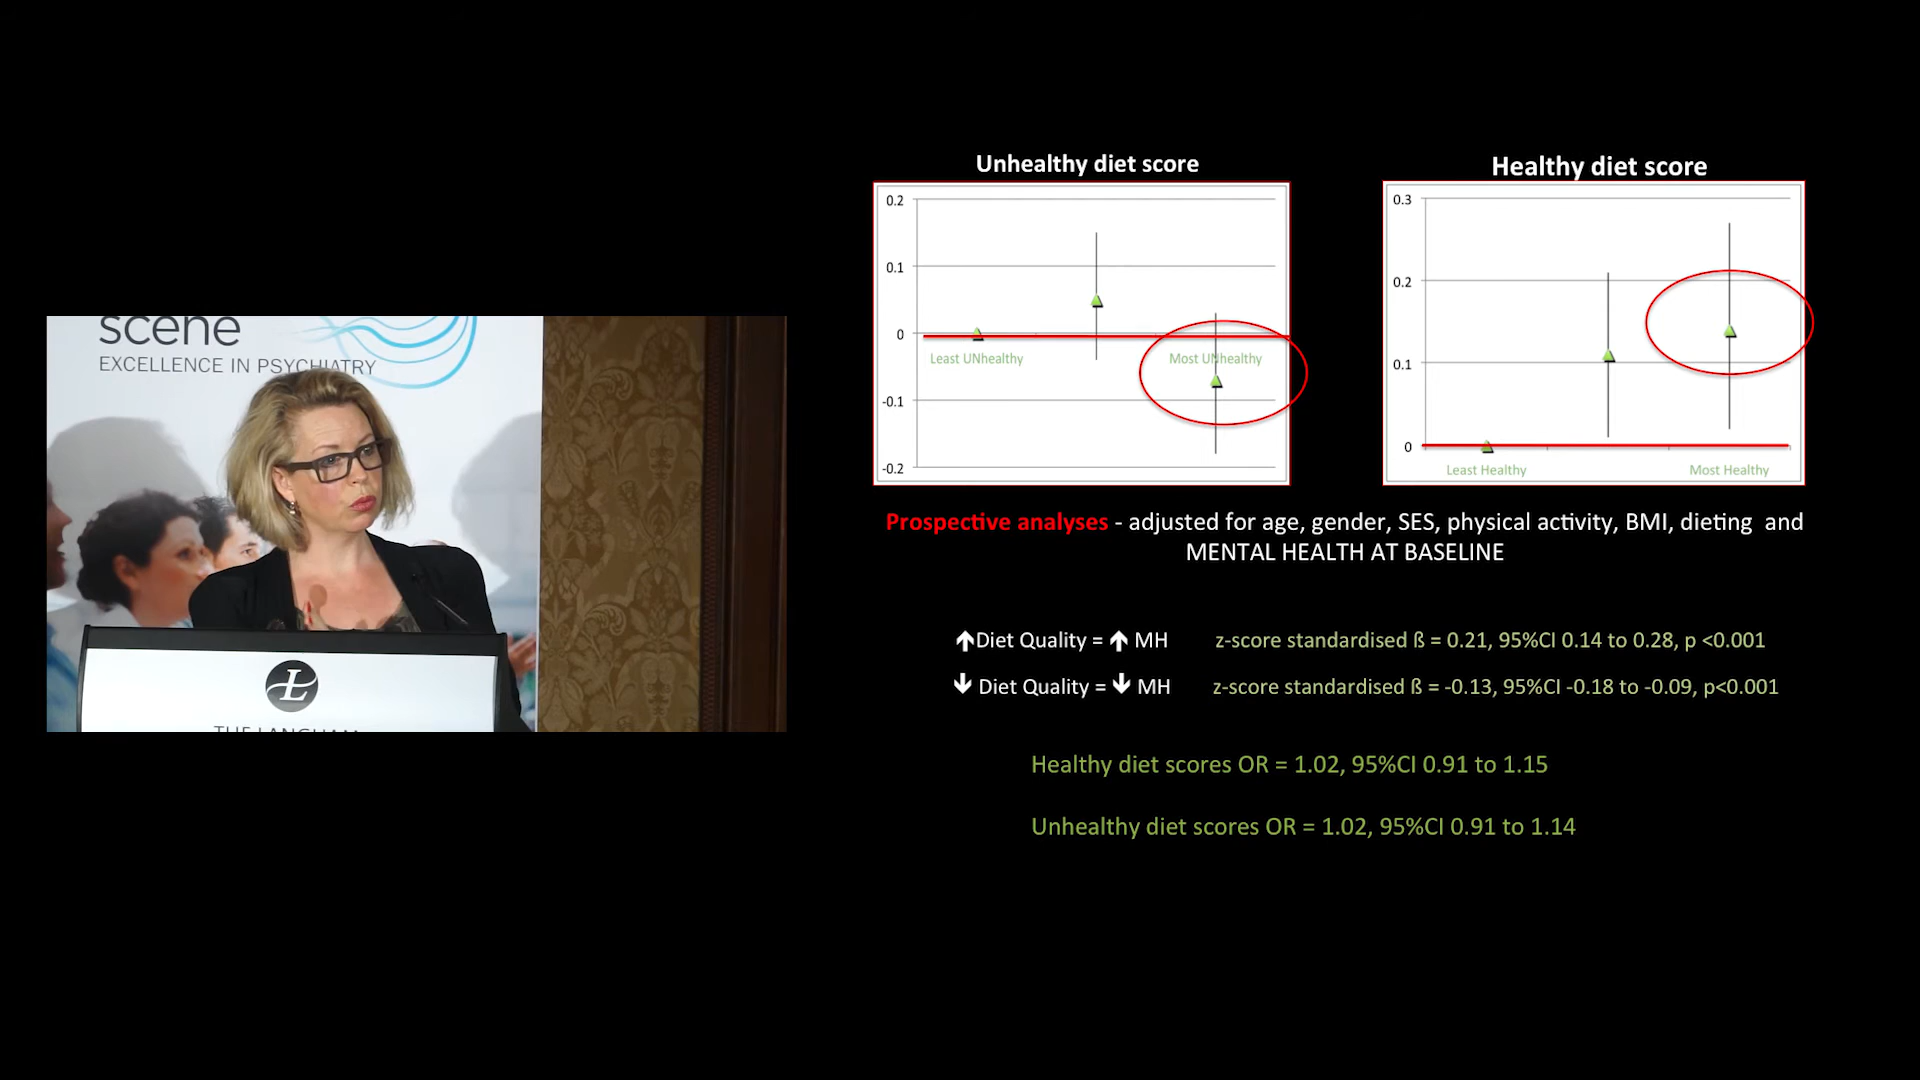 scene
EXCELLENCE IN PSYCHIATRY
THE LANGHAM
Unhealthy diet score
0.2
0.1
0
-0.1
-0.2
Least UNhealthy
Most UNhealthy
Healthy diet score
0.3
0.2
0.1
0
Least Healthy
Most Healthy
Prospective analyses - adjusted for age, gender, SES, physical activity, BMI, dieting and
MENTAL HEALTH AT BASELINE
↑Diet Quality = ↑ MH z-score standardised ß = 0.21, 95%CI 0.14 to 0.28, p <0.001
↓ Diet Quality = ↓ MH z-score standardised ß = -0.13, 95%CI -0.18 to -0.09, p<0.001
Healthy diet scores OR = 1.02, 95%CI 0.91 to 1.15
Unhealthy diet scores OR = 1.02, 95%CI 0.91 to 1.14